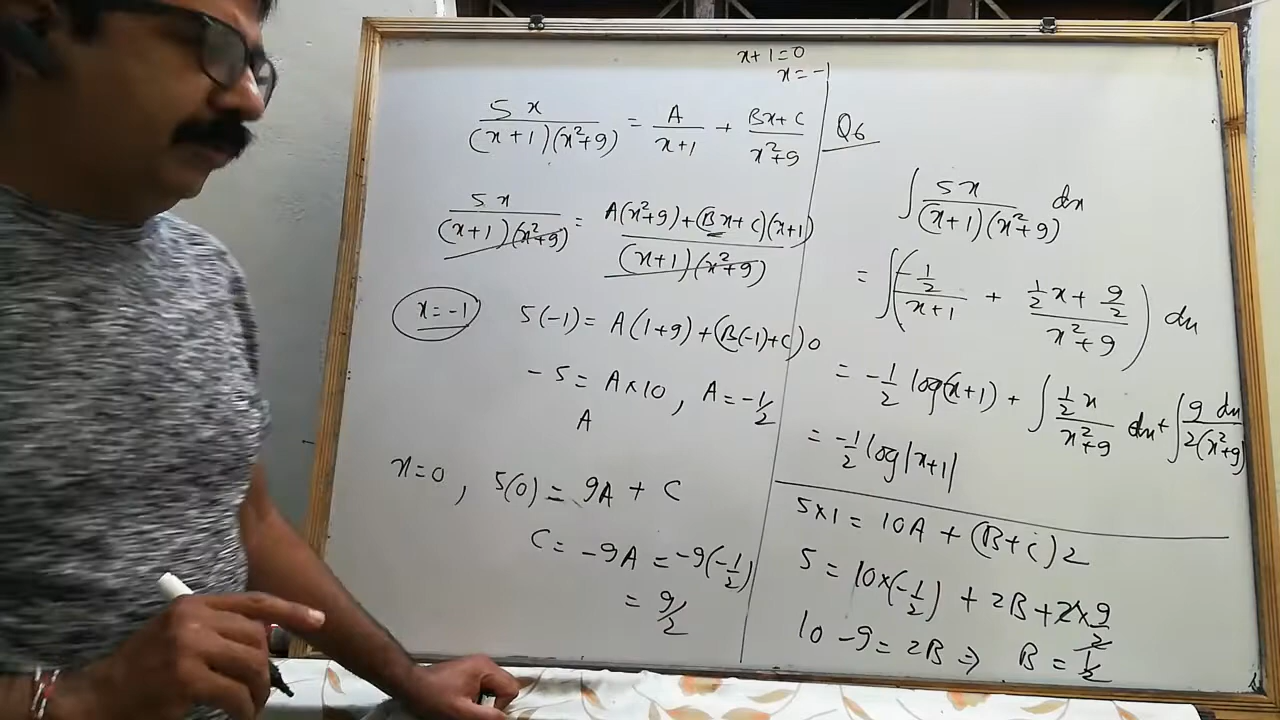 x+1=0
x=-1
5x/((x+1)(x²+9)) = A/(x+1) + (Bx+C)/(x²+9)
5x/((x+1)(x²+9)) = (A(x²+9)+(Bx+C)(x+1))/((x+1)(x²+9))
x=-1
5(-1) = A(1+9)+(B(-1)+C)0
-5 = A×10, A=-1/2
A
x=0, 5(0) = 9A + C
C = -9A = -9(-1/2)
= 9/2
Q6
∫ 5x/((x+1)(x²+9)) dx
= ∫( (-1/2)/(x+1) + (1/2 x + 9/2)/(x²+9) ) dx
= -1/2 log(x+1) + ∫ (1/2 x)/(x²+9) dx + ∫ 9 dx/(2(x²+9))
= -1/2 log|x+1|
5×1 = 10A + (B+C)2
5 = 10×(-1/2) + 2B + 2×9/2
10-9 = 2B ⇒ B = 1/2